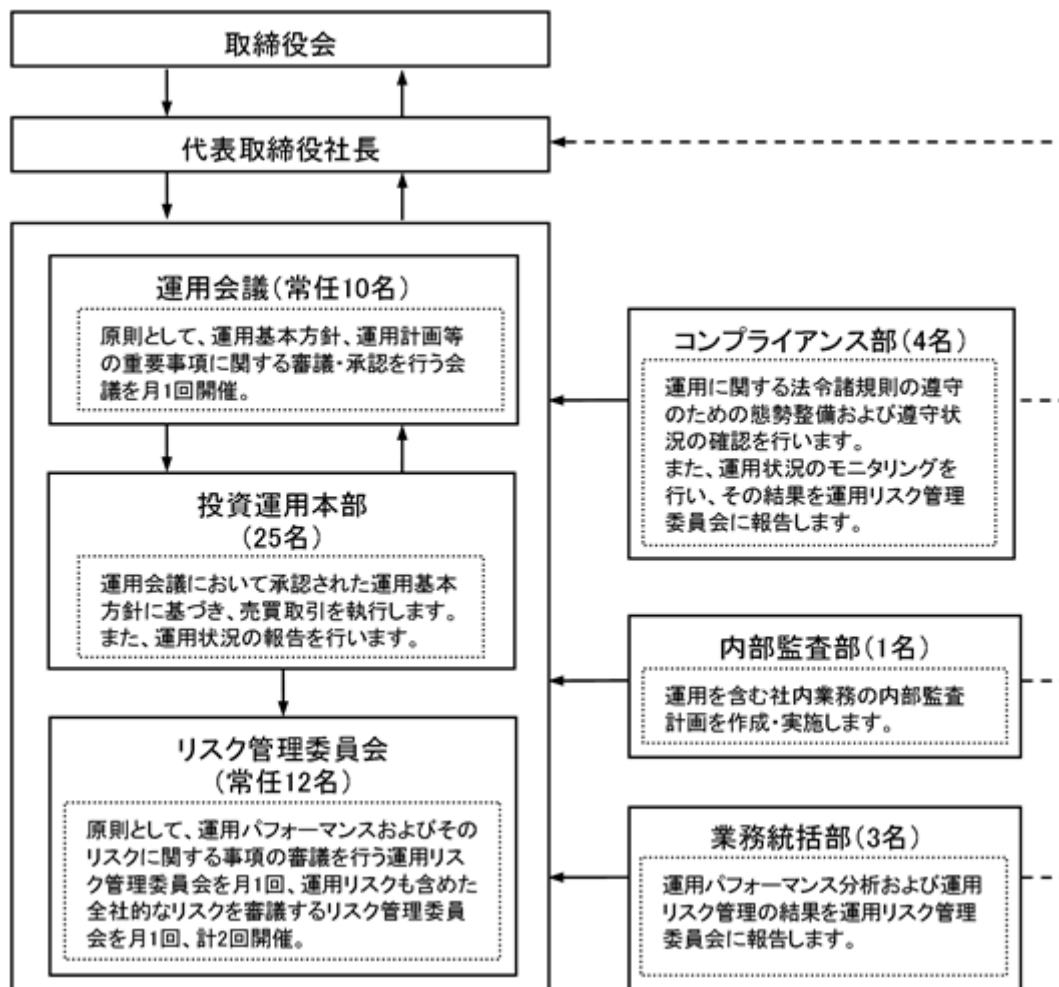 取締役会
代表取締役社長
運用会議(常任10名)
原則として、運用基本方針、運用計画等
の重要事項に関する審議・承認を行う会
議を月1回開催。
投資運用本部
(25名)
運用会議において承認された運用基本
方針に基づき、売買取引を執行します。
また、運用状況の報告を行います。
リスク管理委員会
(常任12名)
原則として、運用パフォーマンスおよびその
リスクに関する事項の審議を行う運用リス
ク管理委員会を月1回、運用リスクも含めた
全社的なリスクを審議するリスク管理委員
会を月1回、計2回開催。
コンプライアンス部(4名)
運用に関する法令諸規則の遵守
のための態勢整備および遵守状
況の確認を行います。
また、運用状況のモニタリングを
行い、その結果を運用リスク管理
委員会に報告します。
内部監査部(1名)
運用を含む社内業務の内部監査
計画を作成・実施します。
業務統括部(3名)
運用パフォーマンス分析および運用
リスク管理の結果を運用リスク管理
委員会に報告します。